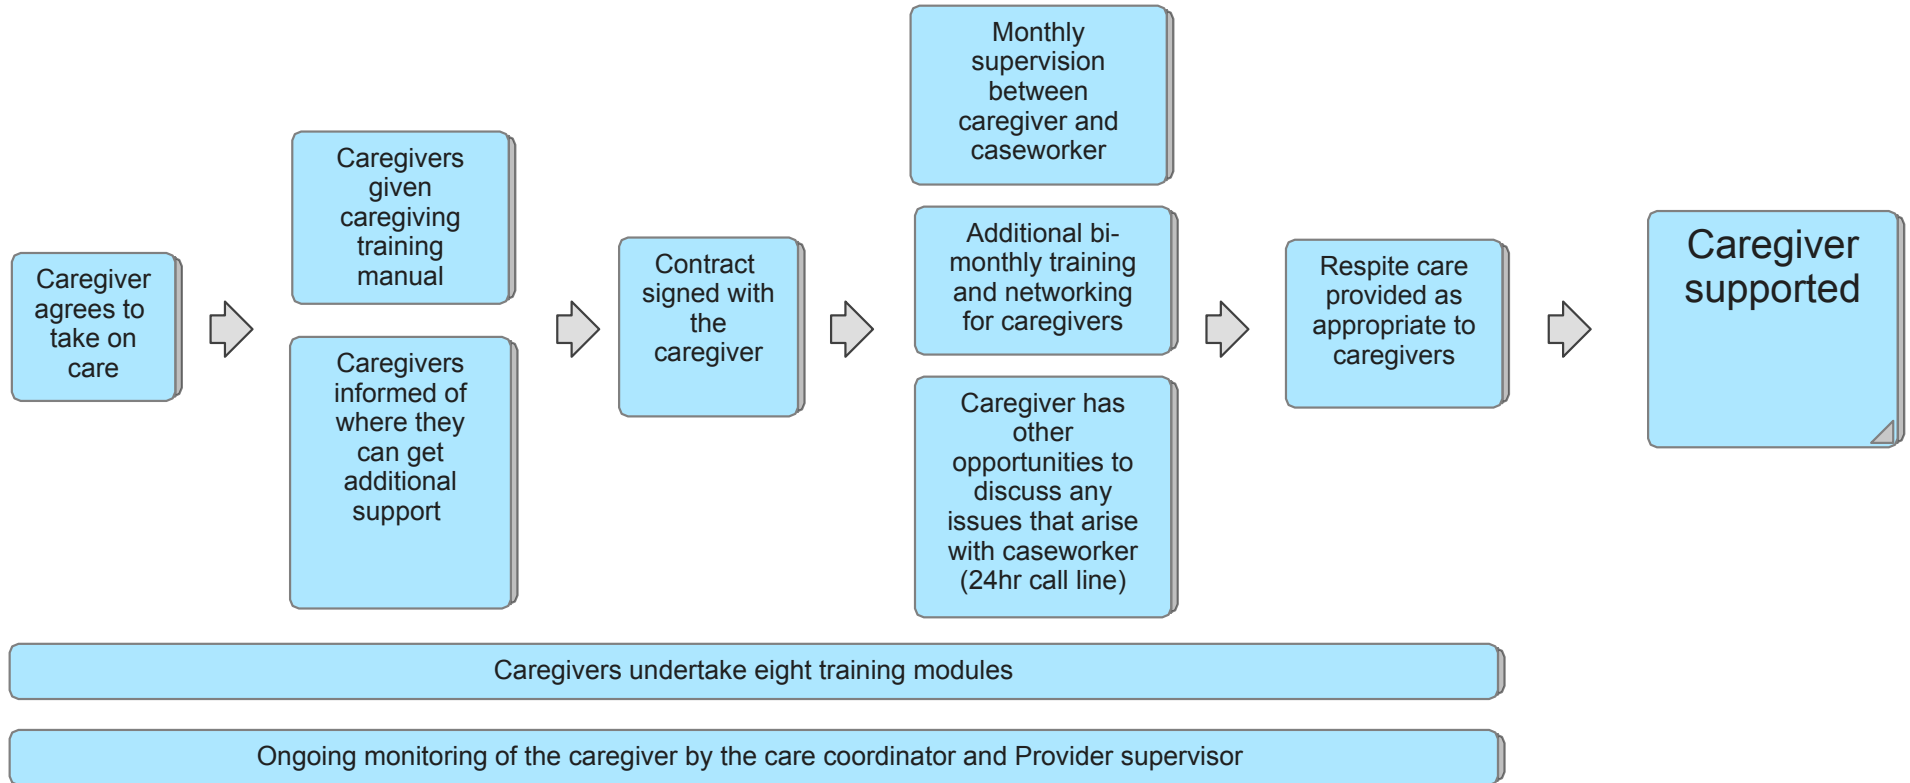 Caregiver
agrees to
take on
care
Caregivers
given
caregiving
training
manual
Caregivers
informed of
where they
can get
additional
support
Contract
signed with
the
caregiver
Monthly
supervision
between
caregiver and
caseworker
Additional bi-
monthly training
and networking
for caregivers
Caregiver has
other
opportunities to
discuss any
issues that arise
with caseworker
(24hr call line)
Respite care
provided as
appropriate to
caregivers
Caregiver
supported
Caregivers undertake eight training modules
Ongoing monitoring of the caregiver by the care coordinator and Provider supervisor